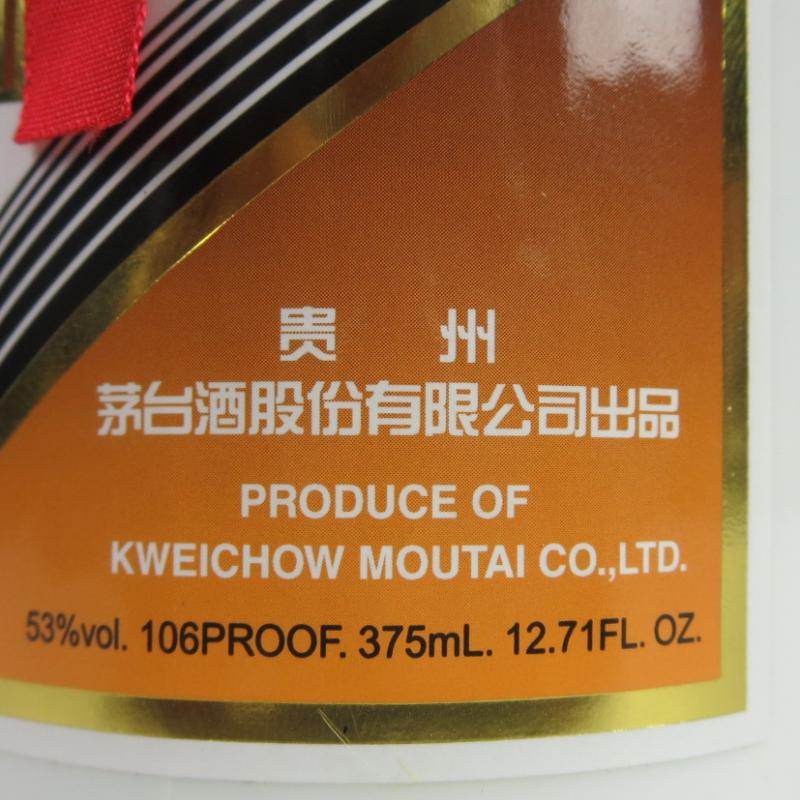 贵 州
茅台酒股份有限公司出品
PRODUCE OF
KWEICHOW MOUTAI CO.,LTD.
53%vol. 106PROOF. 375mL. 12.71FL. OZ.